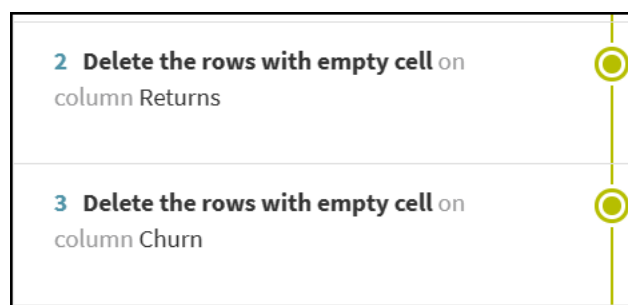 2 Delete the rows with empty cell on
column Returns
3 Delete the rows with empty cell on
column Churn